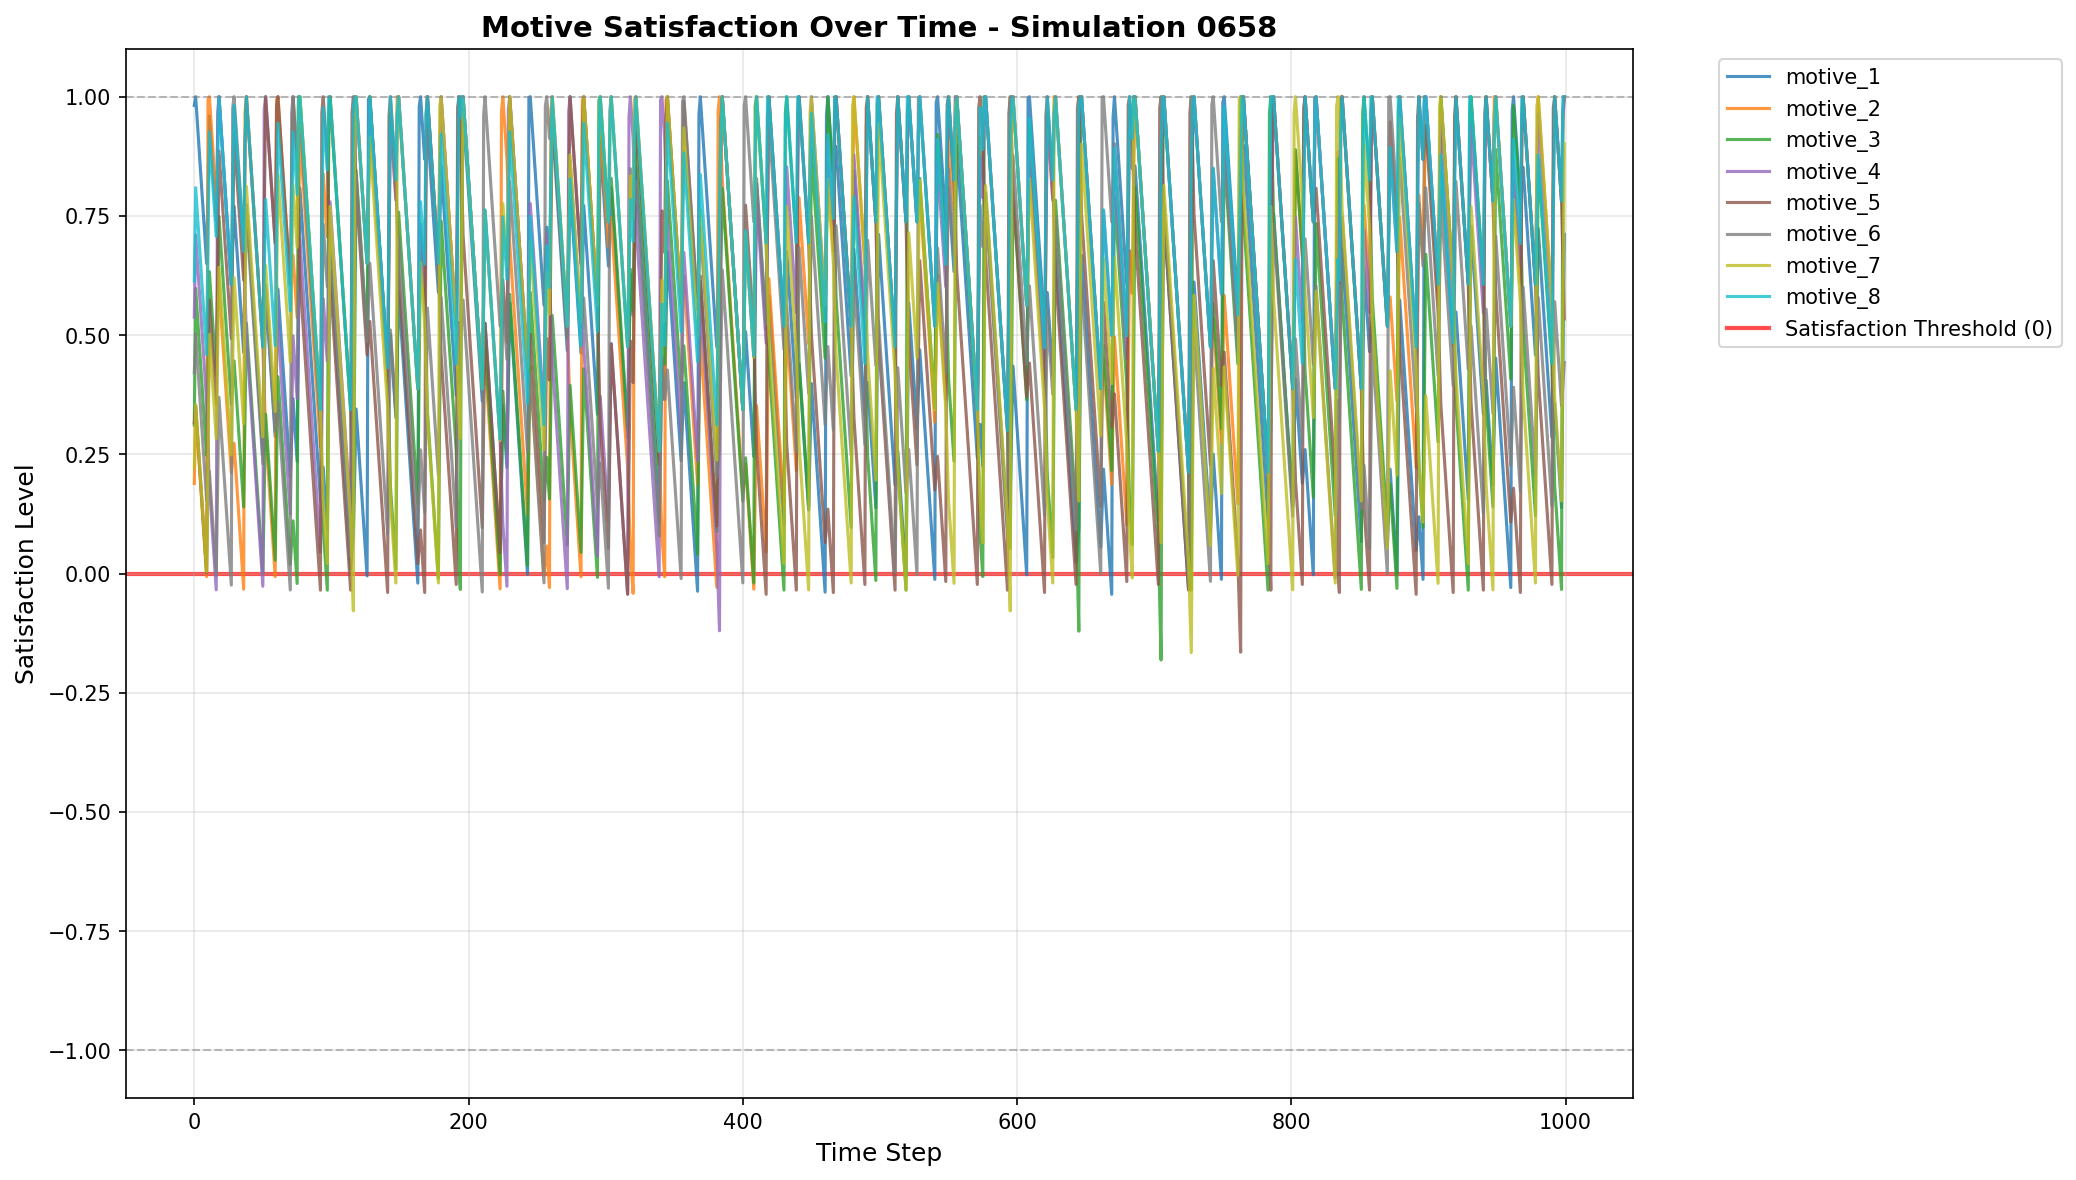 Motive Satisfaction Over Time - Simulation 0658
Satisfaction Level
1.00
0.75
0.50
0.25
0.00
−0.25
−0.50
−0.75
−1.00
0
200
400
600
800
1000
Time Step
motive_1
motive_2
motive_3
motive_4
motive_5
motive_6
motive_7
motive_8
Satisfaction Threshold (0)